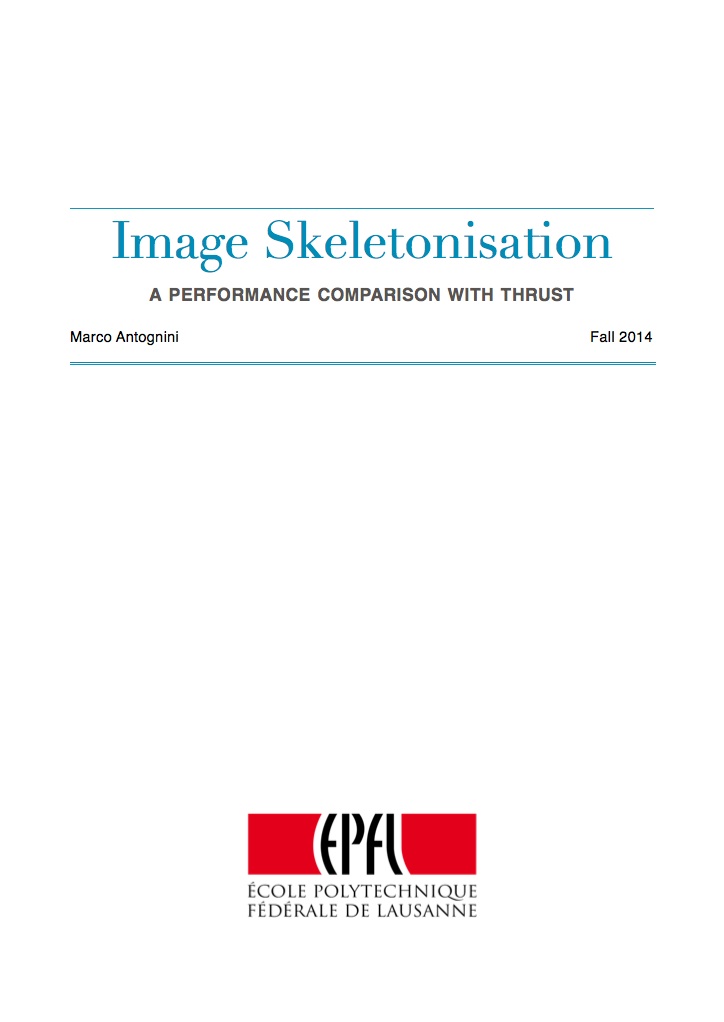 Image Skeletonisation
A PERFORMANCE COMPARISON WITH THRUST
Marco Antognini Fall 2014
EPFL
ÉCOLE POLYTECHNIQUE
FÉDÉRALE DE LAUSANNE